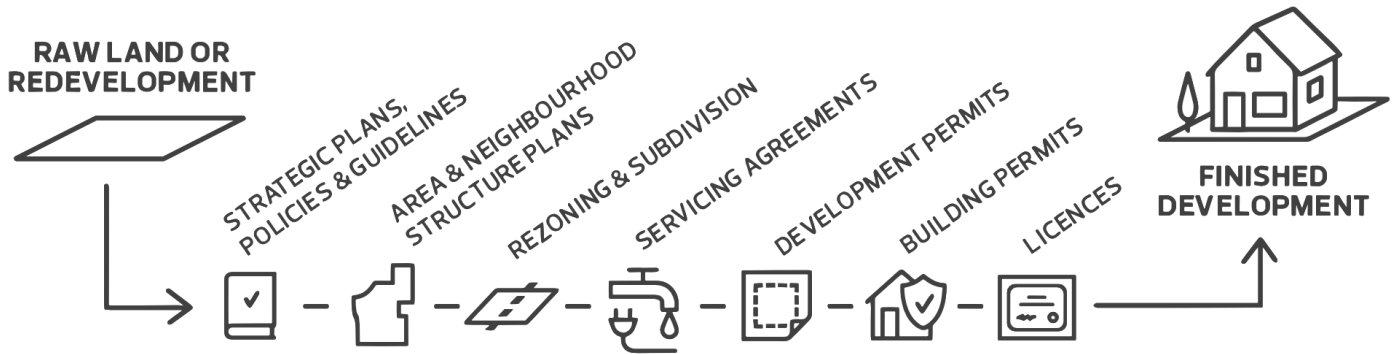 RAW LAND OR
REDEVELOPMENT
STRATEGIC PLANS,
POLICIES & GUIDELINES
AREA & NEIGHBOURHOOD
STRUCTURE PLANS
REZONING & SUBDIVISION
SERVICING AGREEMENTS
DEVELOPMENT PERMITS
BUILDING PERMITS
LICENCES
FINISHED
DEVELOPMENT